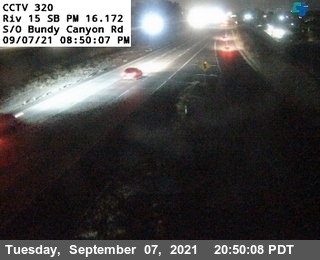 CCTV 320
Riv 15 SB PM 16.172
S/O Bundy Canyon Rd
09/07/21 08:50:07 PM
Tuesday, September 07, 2021 20:50:08 PDT